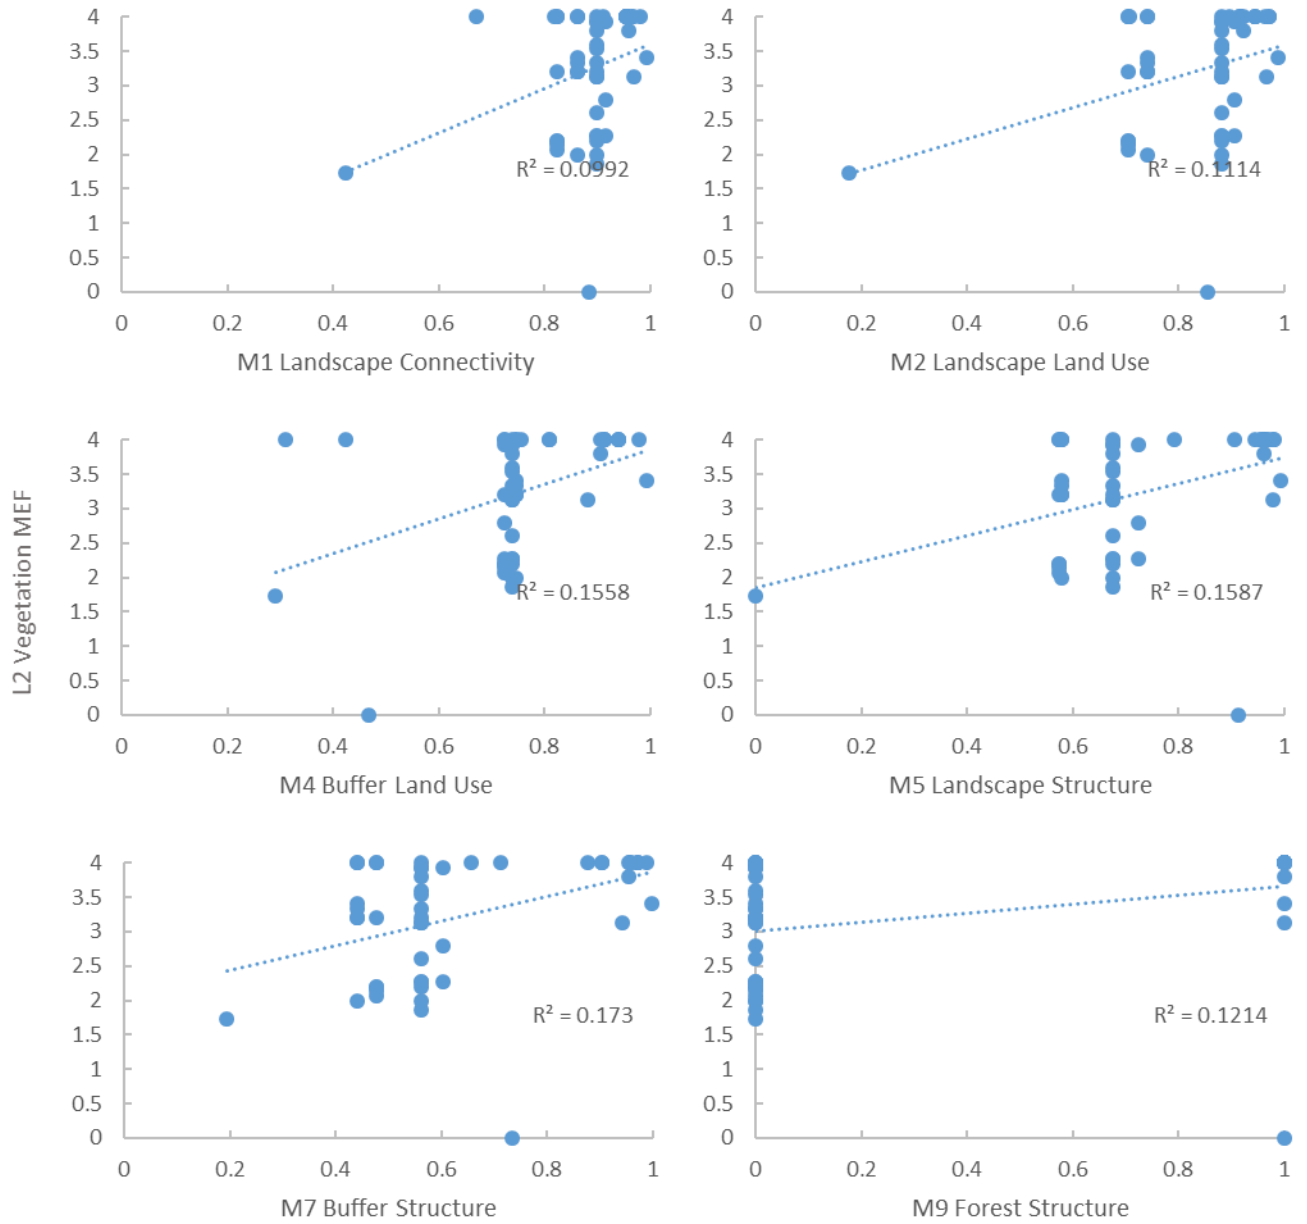 4
3.5
3
2.5
2
1.5
1
0.5
0
R² = 0.0992
0 0.2 0.4 0.6 0.8 1
M1 Landscape Connectivity
4
3.5
3
2.5
2
1.5
1
0.5
0
R² = 0.1114
0 0.2 0.4 0.6 0.8 1
M2 Landscape Land Use
L2 Vegetation MEF
4
3.5
3
2.5
2
1.5
1
0.5
0
R² = 0.1558
0 0.2 0.4 0.6 0.8 1
M4 Buffer Land Use
4
3.5
3
2.5
2
1.5
1
0.5
0
R² = 0.1587
0 0.2 0.4 0.6 0.8 1
M5 Landscape Structure
4
3.5
3
2.5
2
1.5
1
0.5
0
R² = 0.173
0 0.2 0.4 0.6 0.8 1
M7 Buffer Structure
4
3.5
3
2.5
2
1.5
1
0.5
0
R² = 0.1214
0 0.2 0.4 0.6 0.8 1
M9 Forest Structure